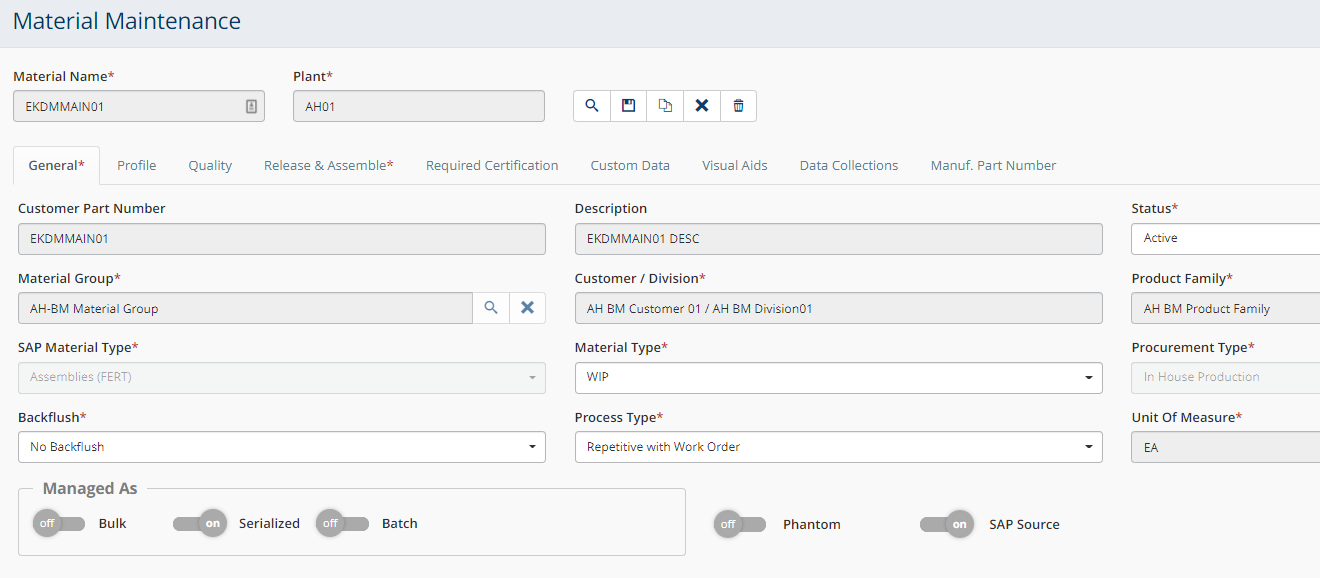 Material Maintenance
Material Name* Plant*
EKDMMAIN01 AH01
General* Profile Quality Release & Assemble* Required Certification Custom Data Visual Aids Data Collections Manuf. Part Number
Customer Part Number Description Status*
EKDMMAIN01 EKDMMAIN01 DESC Active
Material Group* Customer / Division* Product Family*
AH-BM Material Group AH BM Customer 01 / AH BM Division01 AH BM Product Family
SAP Material Type* Material Type* Procurement Type*
Assemblies (FERT) WIP In House Production
Backflush* Process Type* Unit Of Measure*
No Backflush Repetitive with Work Order EA
Managed As
off Bulk on Serialized off Batch off Phantom on SAP Source